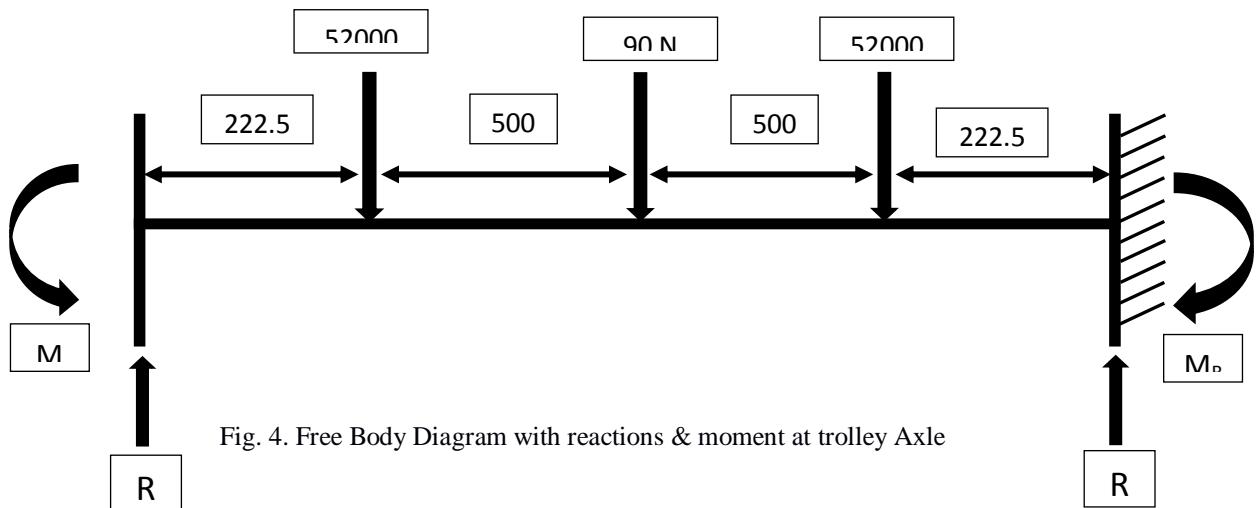 52000
90 N
52000
222.5
500
500
222.5
M
R
Fig. 4. Free Body Diagram with reactions & moment at trolley Axle
R